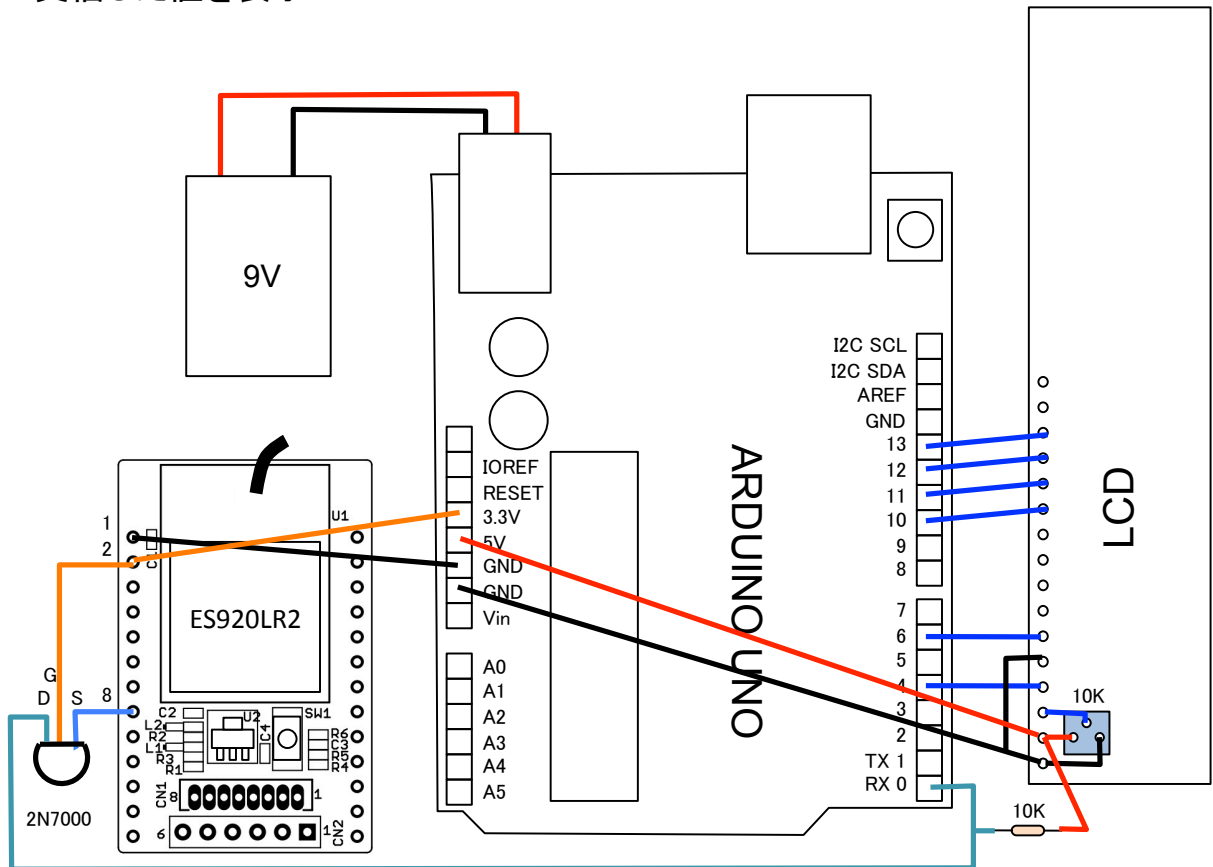 9V
I2C SCL
I2C SDA
AREF
GND
13
12
11
10
9
8
7
6
5
4
3
2
TX 1
RX 0
IOREF
RESET
3.3V
5V
GND
GND
Vin
A0
A1
A2
A3
A4
A5
ARDUINO UNO
LCD
10K
10K
1
2
8
U1
ES920LR2
G
D
S
2N7000
C2
L2
R2
L1
R3
R1
U2
C4
SW1
R6
C3
R5
R4
CN1
8
1
6
1
CN2